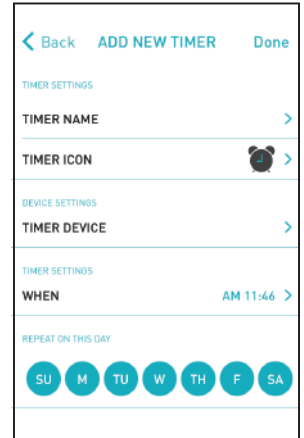 Back ADD NEW TIMER Done
TIMER SETTINGS
TIMER NAME
TIMER ICON
DEVICE SETTINGS
TIMER DEVICE
TIMER SETTINGS
WHEN AM 11:46
REPEAT ON THIS DAY
SU M TU W TH F SA